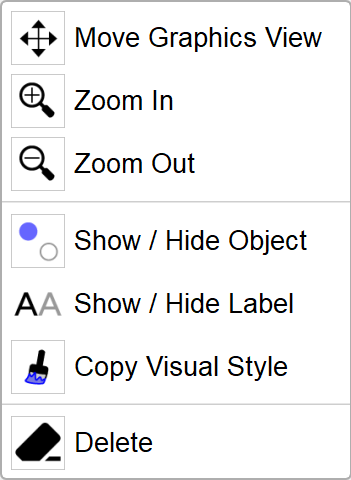 Move Graphics View
Zoom In
Zoom Out
Show / Hide Object
AA Show / Hide Label
Copy Visual Style
Delete